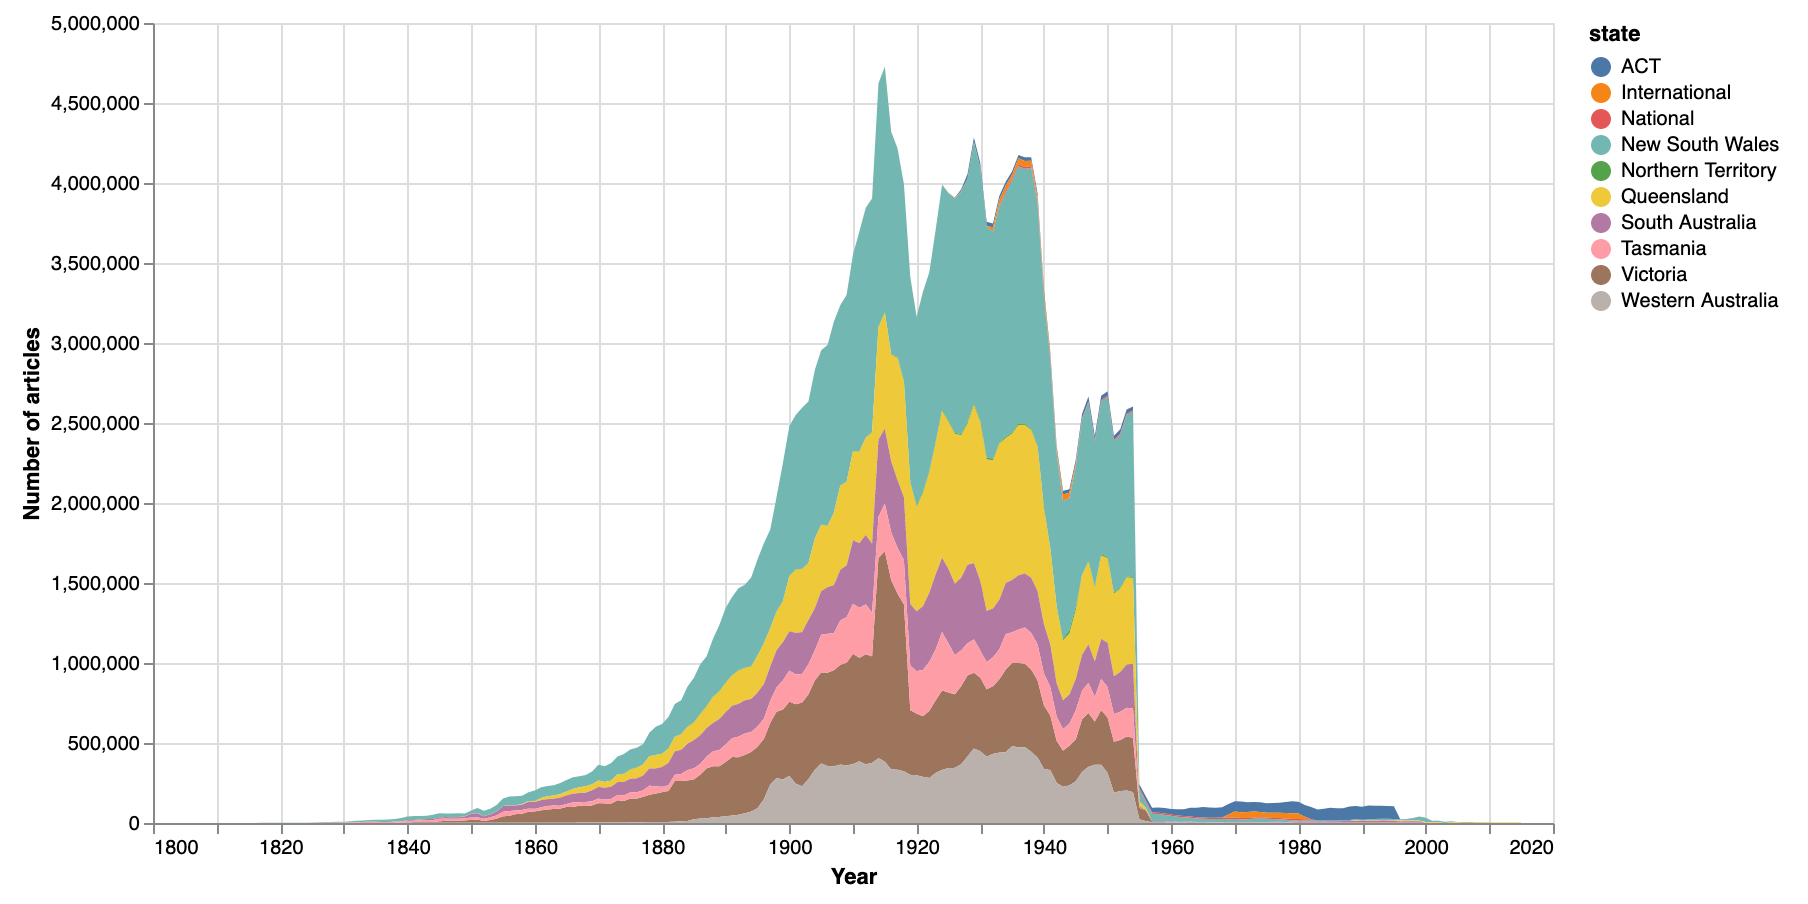 5,000,000
4,500,000
4,000,000
3,500,000
3,000,000
2,500,000
2,000,000
1,500,000
1,000,000
500,000
0
Number of articles
1800 1820 1840 1860 1880 1900 1920 1940 1960 1980 2000 2020
Year
state
ACT
International
National
New South Wales
Northern Territory
Queensland
South Australia
Tasmania
Victoria
Western Australia